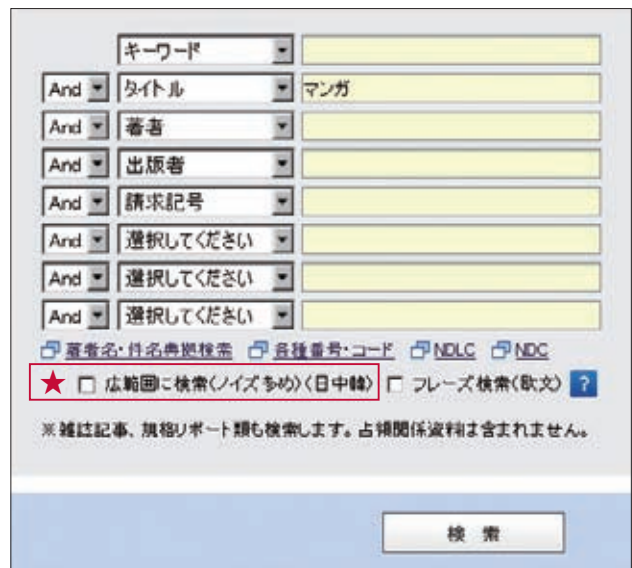 キーワード
And タイトル マンガ
And 著者
And 出版者
And 請求記号
And 選択してください
And 選択してください
And 選択してください
著者名・件名典拠検索 各種番号・コード NDLC NDC
★ 広範囲に検索(ノイズ多め)(日中韓) フレーズ検索(欧文) ?
※雑誌記事、規格リポート類も検索します。占領関係資料は含まれません。
検索